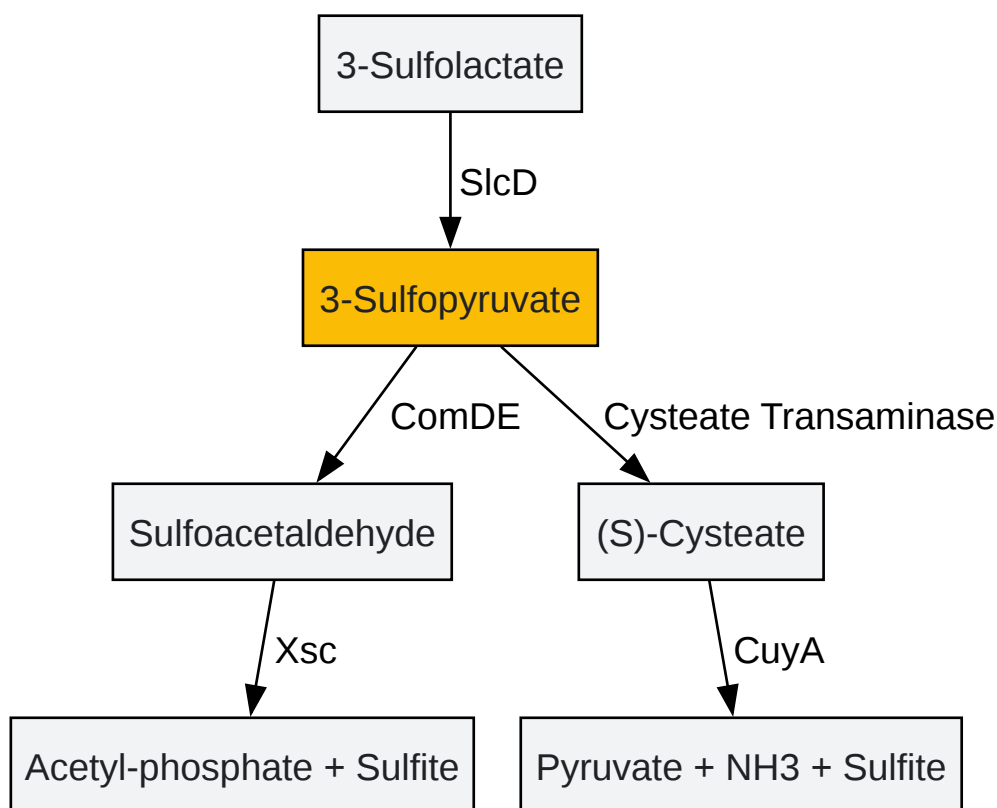 3-Sulfolactate
SlcD
3-Sulfopyruvate
ComDE
Cysteate Transaminase
Sulfoacetaldehyde
(S)-Cysteate
Xsc
CuyA
Acetyl-phosphate + Sulfite
Pyruvate + NH3 + Sulfite